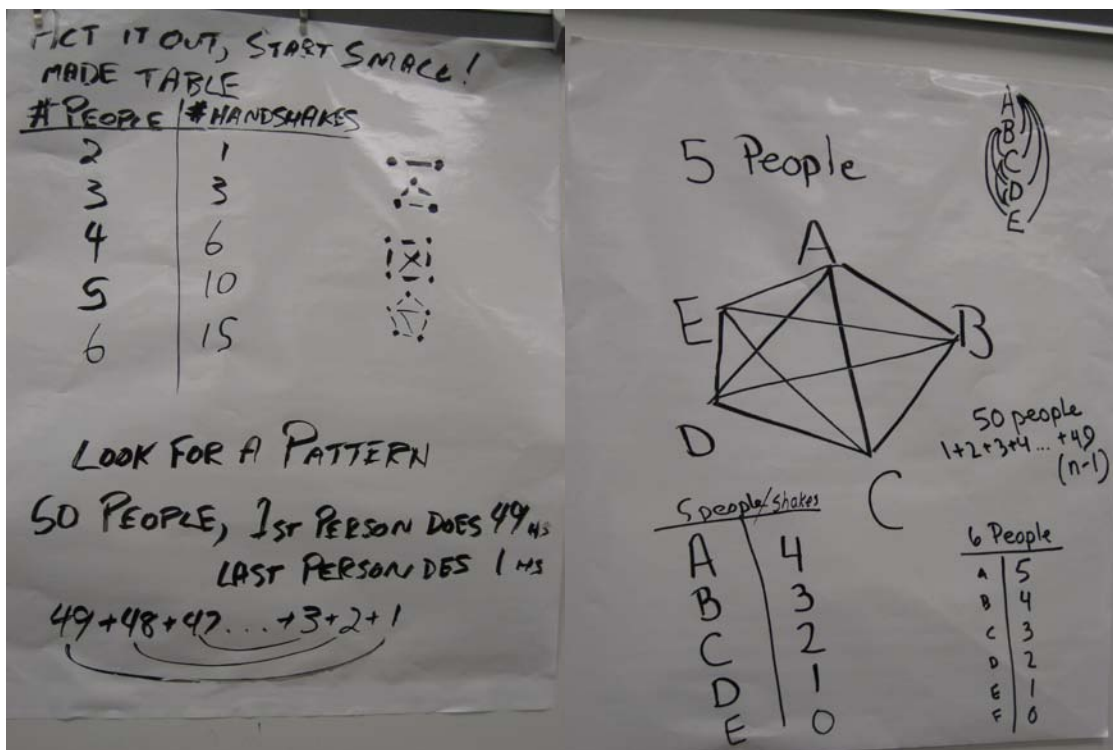 ACT IT OUT, START SMALL!
MADE TABLE
# PEOPLE #HANDSHAKES
2 1
3 3
4 6
5 10
6 15
LOOK FOR A PATTERN
50 PEOPLE, 1ST PERSON DOES 49 HS
LAST PERSON DES 1 HS
49+48+47....+3+2+1
A
B
C
D
E
5 People
A
E
B
D
C
50 people
1+2+3+4... +49
(n-1)
5 people/shakes
A 4
B 3
C 2
D 1
E 0
6 People
A 5
B 4
C 3
D 2
E 1
F 0